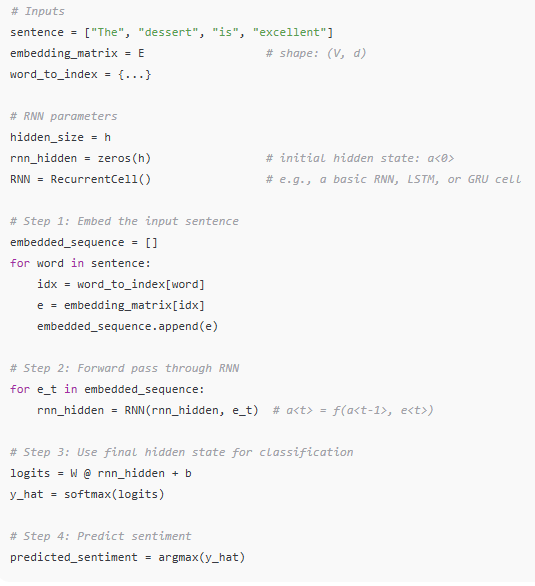 # Inputs
sentence = ["The", "dessert", "is", "excellent"]
embedding_matrix = E # shape: (V, d)
word_to_index = {...}
# RNN parameters
hidden_size = h
rnn_hidden = zeros(h) # initial hidden state: a<0>
RNN = RecurrentCell() # e.g., a basic RNN, LSTM, or GRU cell
# Step 1: Embed the input sentence
embedded_sequence = []
for word in sentence:
    idx = word_to_index[word]
    e = embedding_matrix[idx]
    embedded_sequence.append(e)
# Step 2: Forward pass through RNN
for e_t in embedded_sequence:
    rnn_hidden = RNN(rnn_hidden, e_t) # a<t> = f(a<t-1>, e<t>)
# Step 3: Use final hidden state for classification
logits = W @ rnn_hidden + b
y_hat = softmax(logits)
# Step 4: Predict sentiment
predicted_sentiment = argmax(y_hat)